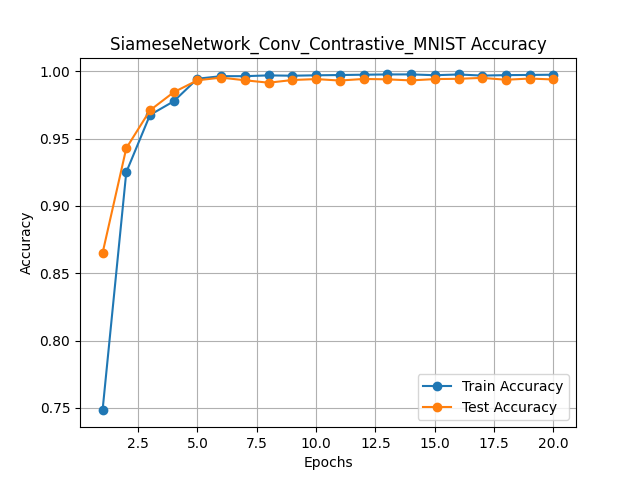 SiameseNetwork_Conv_Contrastive_MNIST Accuracy
Accuracy
1.00
0.95
0.90
0.85
0.80
0.75
Train Accuracy
Test Accuracy
2.5 5.0 7.5 10.0 12.5 15.0 17.5 20.0
Epochs